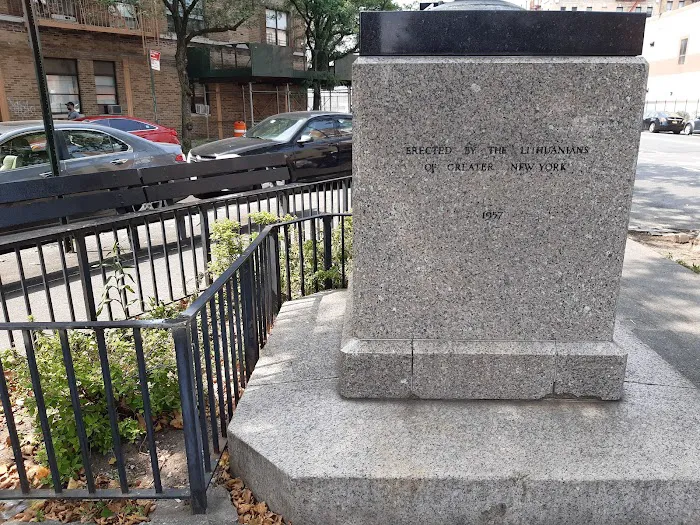 ERECTED BY THE LITHUANIANS
OF GREATER NEW YORK
1957